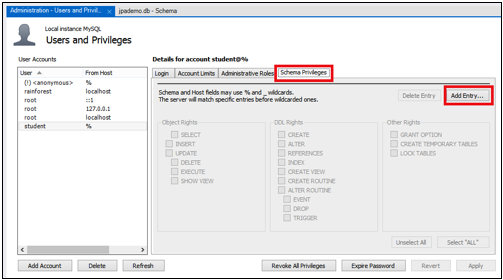 Administration - Users and Privil... × jpademo.db - Schema ×
Local instance MySQL
Users and Privileges
User Accounts
User From Host
(!) <anonymous> %
rainforest localhost
root ::1
root 127.0.0.1
root localhost
student %
Details for account student@%
Login Account Limits Administrative Roles Schema Privileges
Schema and Host fields may use % and _ wildcards.
The server will match specific entries before wildcarded ones.
Delete Entry Add Entry...
Object Rights
SELECT
INSERT
UPDATE
DELETE
EXECUTE
SHOW VIEW
DDL Rights
CREATE
ALTER
REFERENCES
INDEX
CREATE VIEW
CREATE ROUTINE
ALTER ROUTINE
EVENT
DROP
TRIGGER
Other Rights
GRANT OPTION
CREATE TEMPORARY TABLES
LOCK TABLES
Unselect All Select "ALL"
Add Account Delete Refresh Revoke All Privileges Expire Password Revert Apply